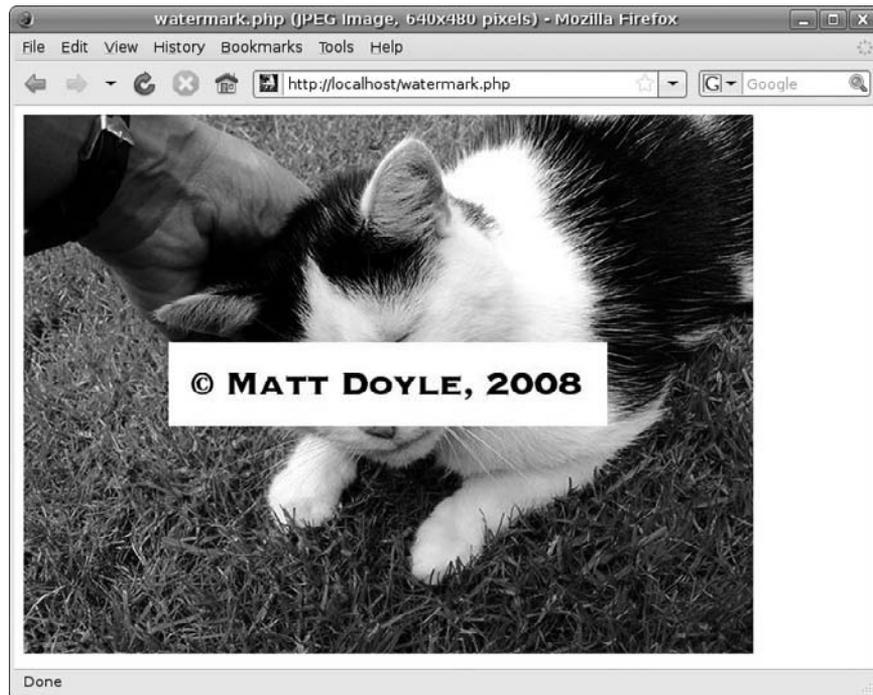 watermark.php (JPEG Image, 640x480 pixels) - Mozilla Firefox
File Edit View History Bookmarks Tools Help
http://localhost/watermark.php
G Google
© MATT DOYLE, 2008
Done